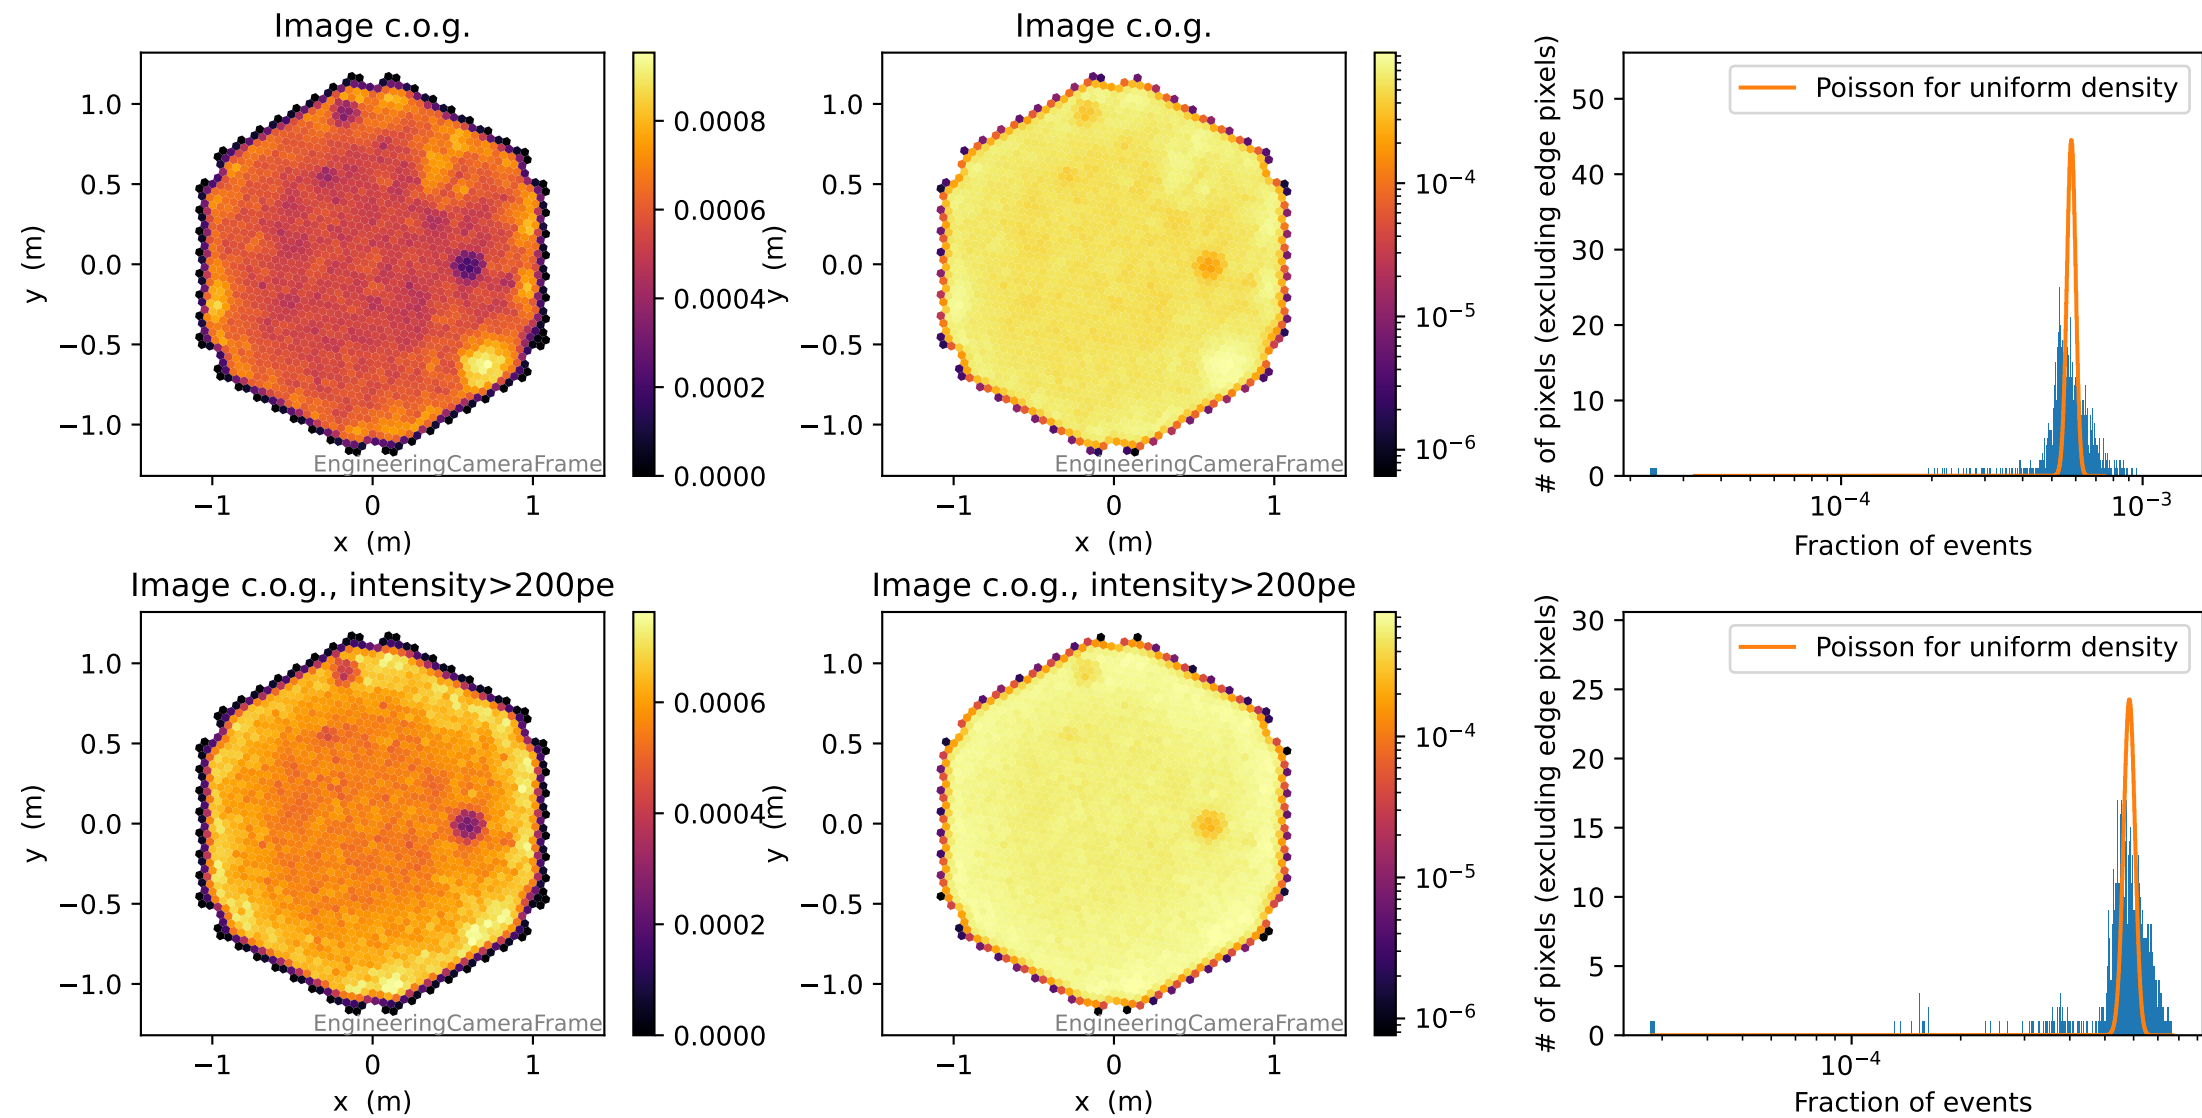 Image c.o.g.
1.0
0.5
0.0
−0.5
−1.0
y (m)
−1 0 1
x (m)
EngineeringCameraFrame
0.0008
0.0006
0.0004
0.0002
0.0000
Image c.o.g.
1.0
0.5
0.0
−0.5
−1.0
y (m)
−1 0 1
x (m)
EngineeringCameraFrame
10⁻⁴
10⁻⁵
10⁻⁶
Poisson for uniform density
50
40
30
20
10
0
# of pixels (excluding edge pixels)
10⁻⁴ 10⁻³
Fraction of events
Image c.o.g., intensity>200pe
1.0
0.5
0.0
−0.5
−1.0
y (m)
−1 0 1
x (m)
EngineeringCameraFrame
0.0006
0.0004
0.0002
0.0000
Image c.o.g., intensity>200pe
1.0
0.5
0.0
−0.5
−1.0
y (m)
−1 0 1
x (m)
EngineeringCameraFrame
10⁻⁴
10⁻⁵
10⁻⁶
Poisson for uniform density
30
25
20
15
10
5
0
# of pixels (excluding edge pixels)
10⁻⁴
Fraction of events